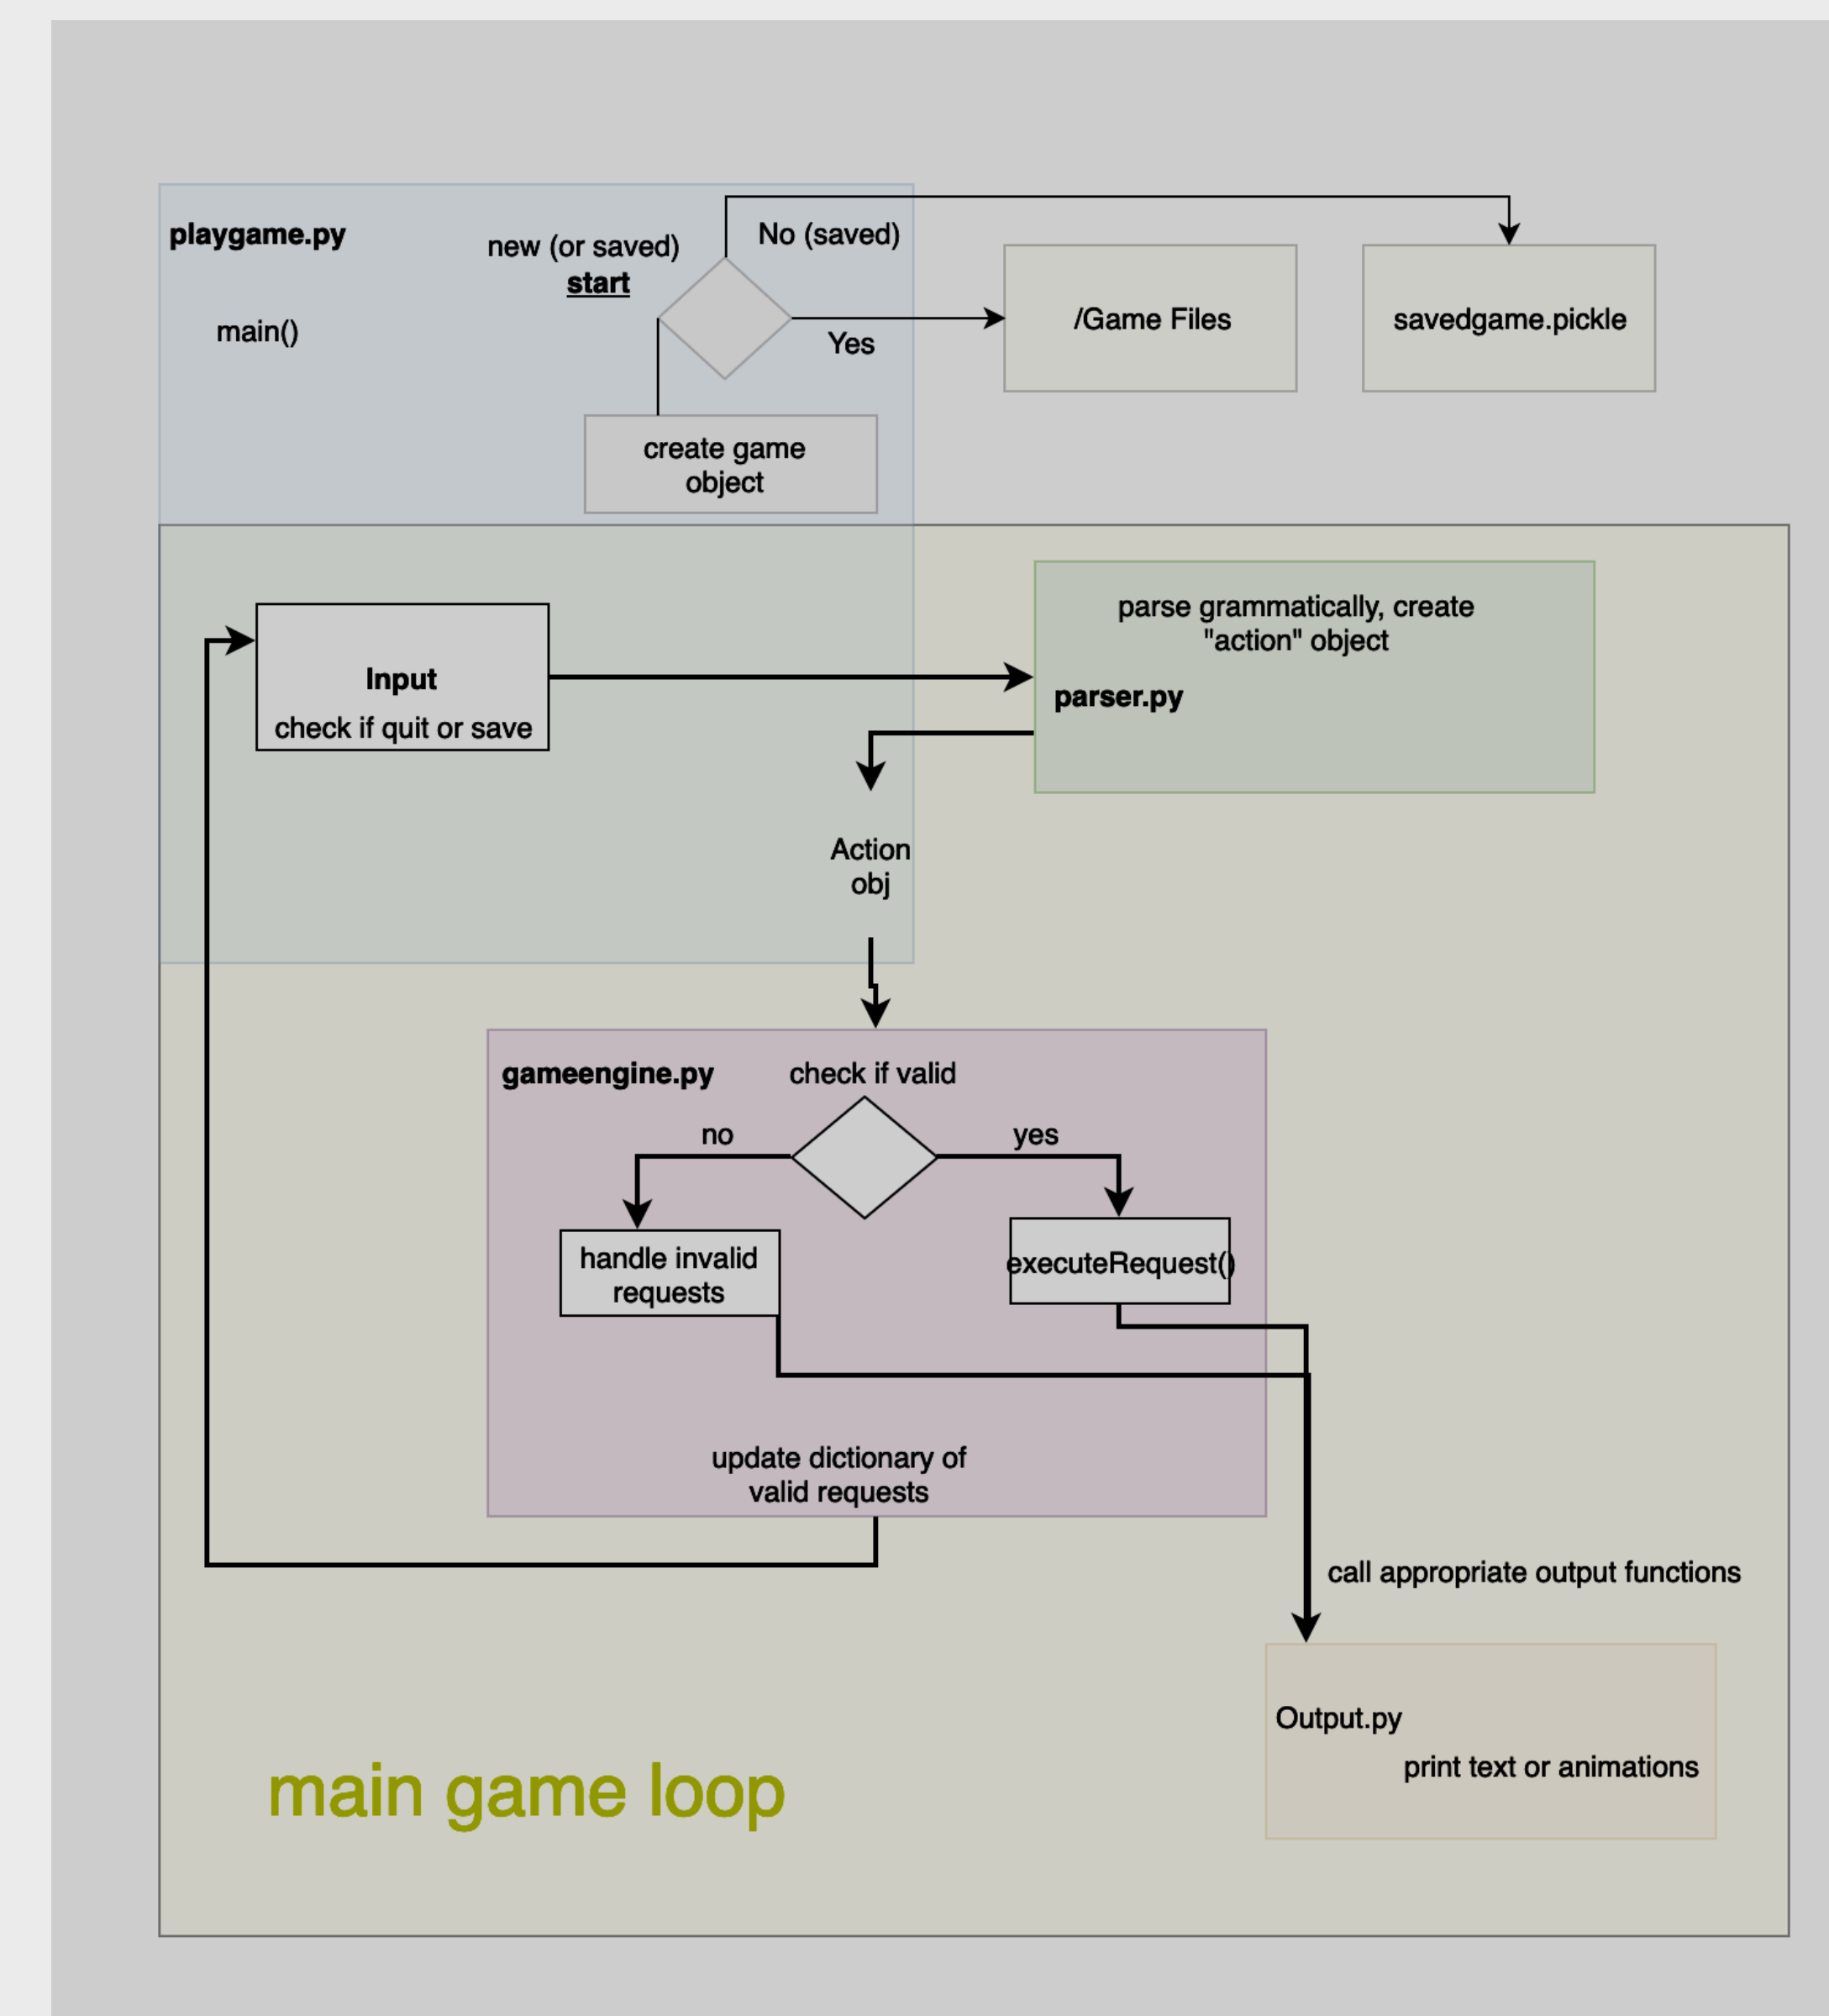 playgame.py
main()
new (or saved)
start
No (saved)
Yes
/Game Files
savedgame.pickle
create game
object
Input
check if quit or save
parse grammatically, create
"action" object
parser.py
Action
obj
gameengine.py
check if valid
no
yes
handle invalid
requests
executeRequest()
update dictionary of
valid requests
call appropriate output functions
Output.py
print text or animations
main game loop